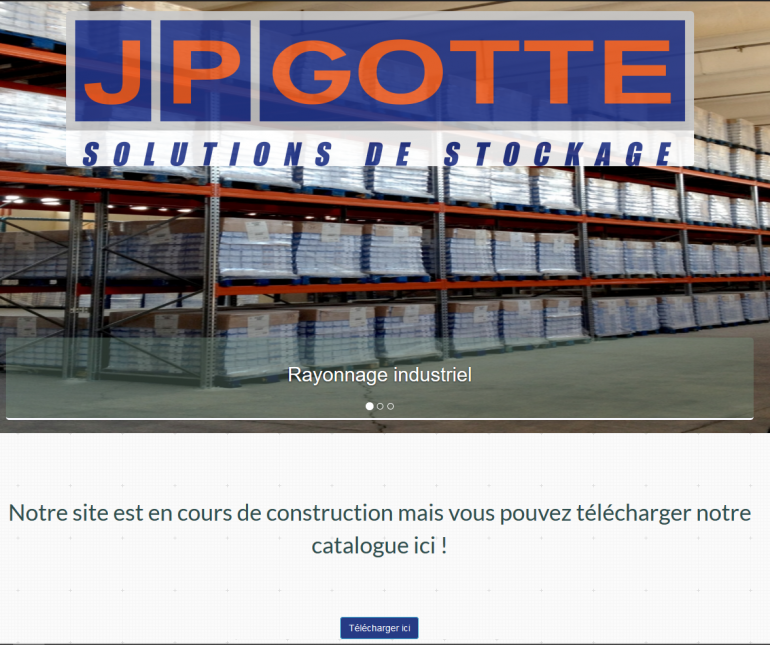 JP GOTTE
SOLUTIONS DE STOCKAGE
Rayonnage industriel
Notre site est en cours de construction mais vous pouvez télécharger notre
catalogue ici !
Télécharger ici